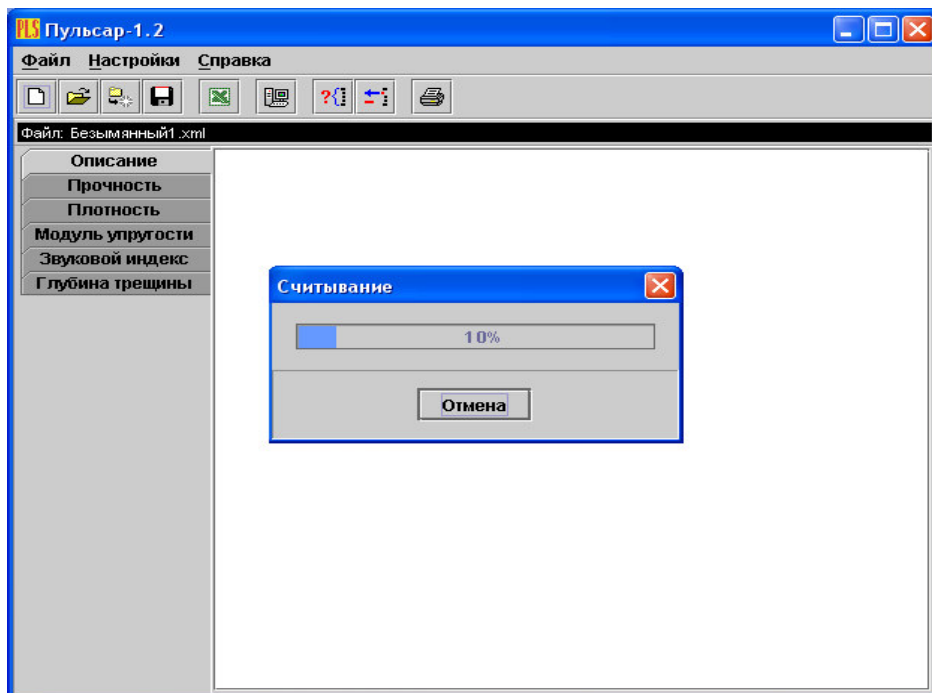 PLS Пульсар-1.2
Файл Настройки Справка
Файл: Безымянный1.xml
Описание
Прочность
Плотность
Модуль упругости
Звуковой индекс
Глубина трещины
Считывание
10%
Отмена